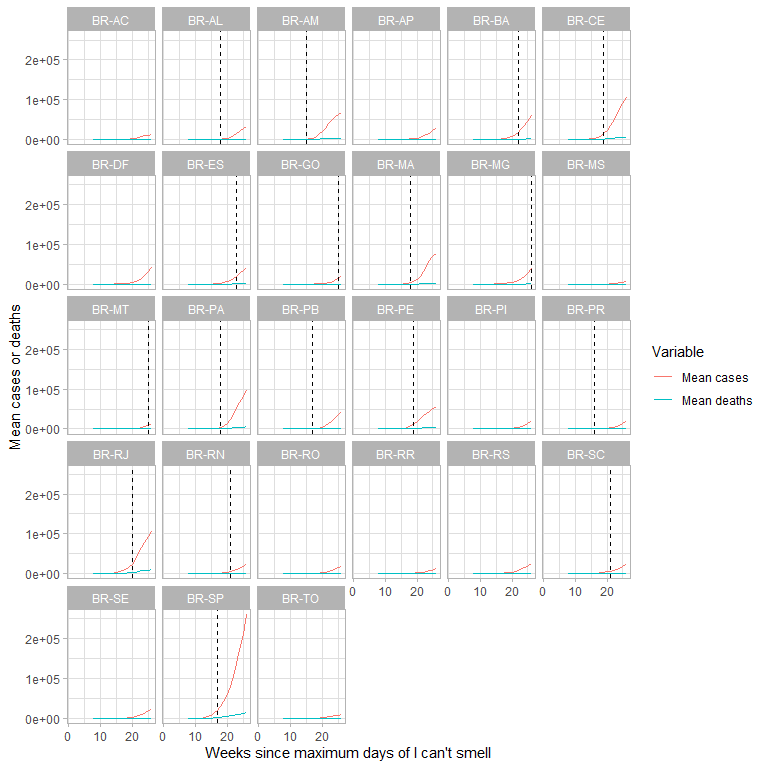 BR-AC BR-AL BR-AM BR-AP BR-BA BR-CE
2e+05
1e+05
0e+00
BR-DF BR-ES BR-GO BR-MA BR-MG BR-MS
2e+05
1e+05
0e+00
BR-MT BR-PA BR-PB BR-PE BR-PI BR-PR
2e+05
1e+05
0e+00
BR-RJ BR-RN BR-RO BR-RR BR-RS BR-SC
2e+05
1e+05
0e+00
0 10 20 0 10 20 0 10 20
BR-SE BR-SP BR-TO
2e+05
1e+05
0e+00
0 10 20 0 10 20 0 10 20
Weeks since maximum days of I can't smell
Mean cases or deaths
Variable
Mean cases
Mean deaths